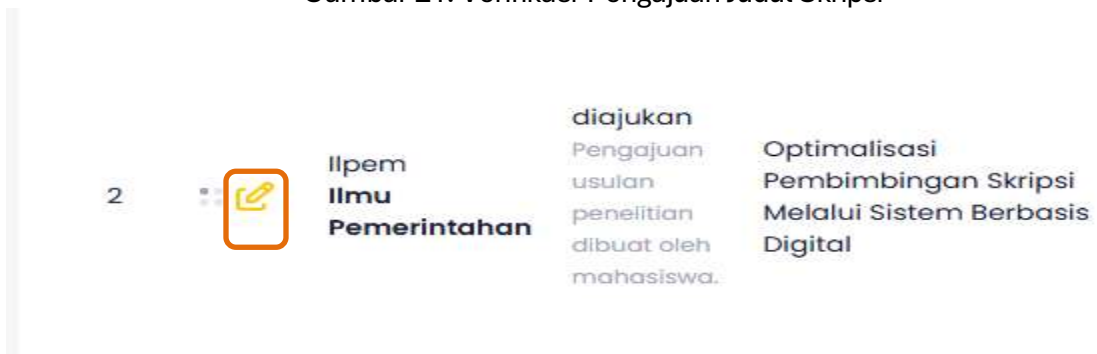 2
Ilpem
Ilmu
Pemerintahan
diajukan
Pengajuan
usulan
penelitian
dibuat oleh
mahasiswa.
Optimalisasi
Pembimbingan Skripsi
Melalui Sistem Berbasis
Digital